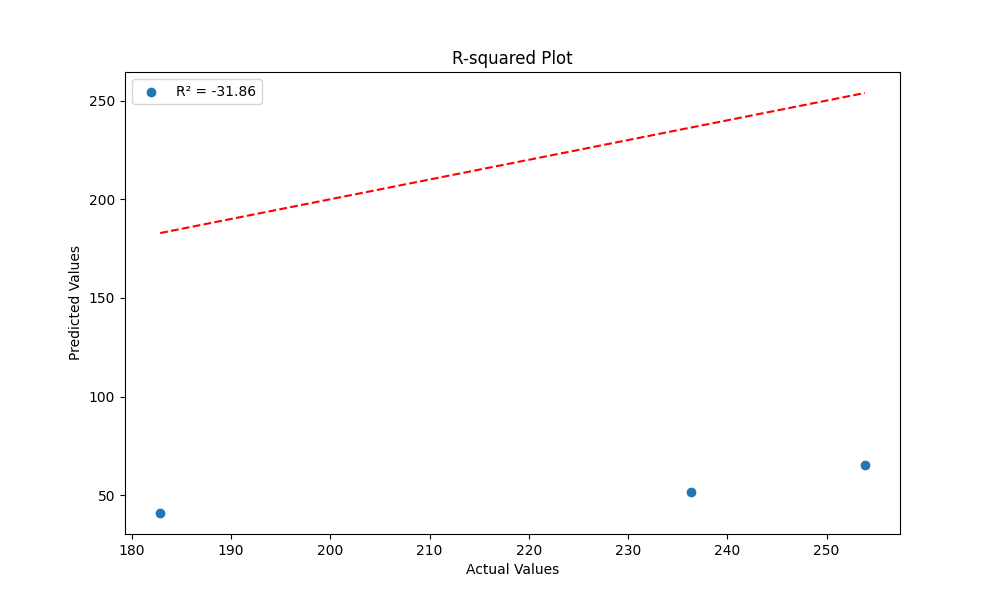 R-squared Plot
R² = -31.86
250
200
150
100
50
Predicted Values
180 190 200 210 220 230 240 250
Actual Values